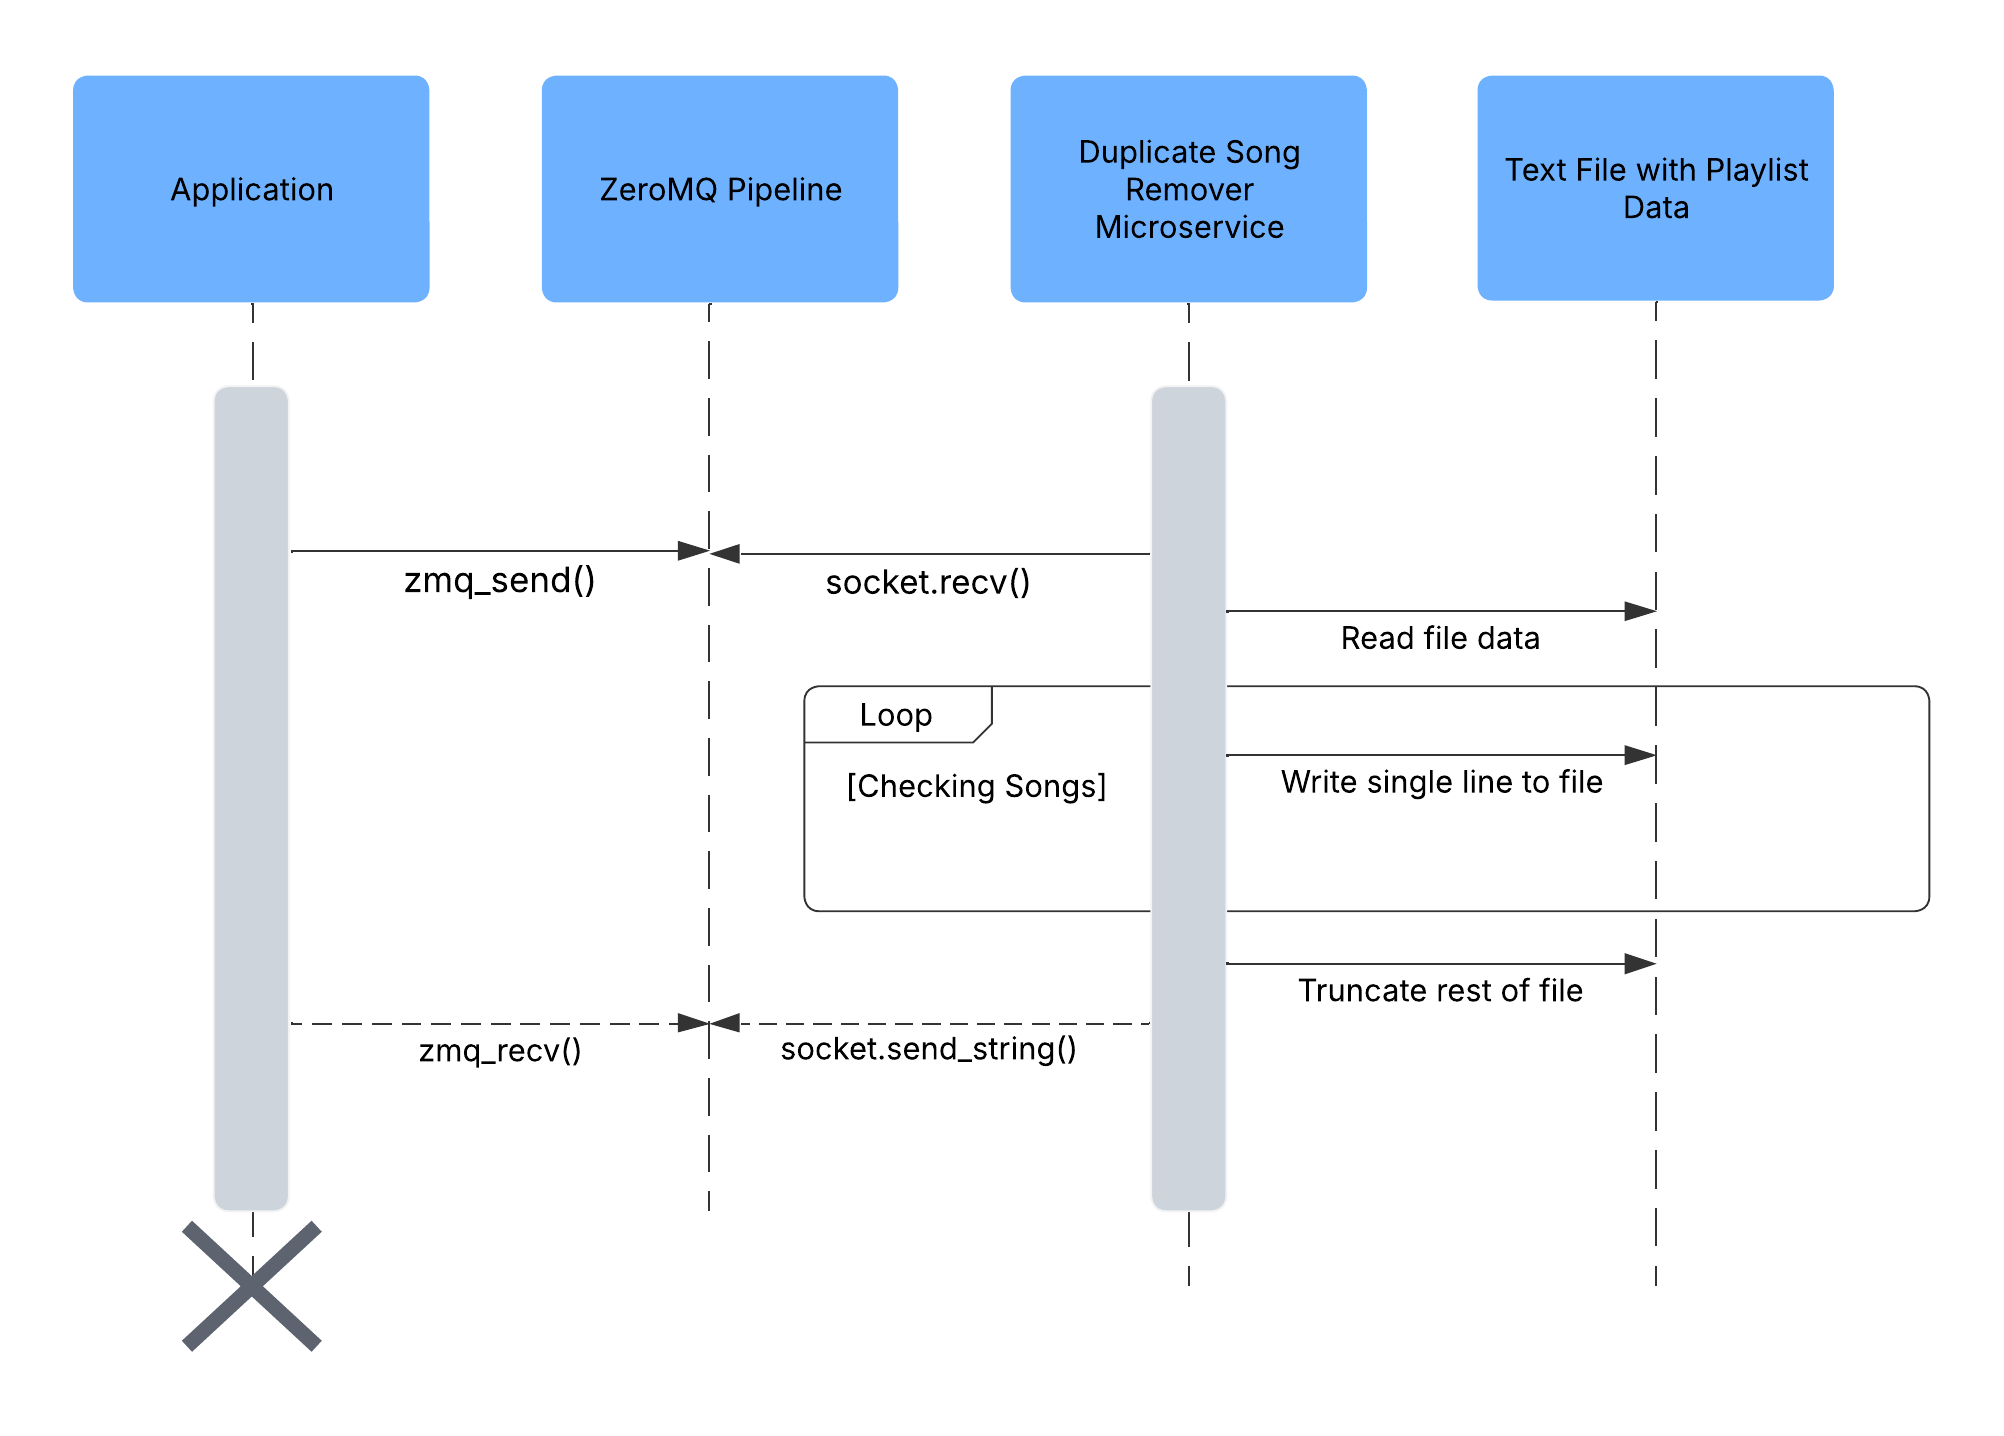 Application
ZeroMQ Pipeline
Duplicate Song
Remover
Microservice
Text File with Playlist
Data
zmq_send()
socket.recv()
Read file data
Loop
[Checking Songs]
Write single line to file
Truncate rest of file
zmq_recv()
socket.send_string()